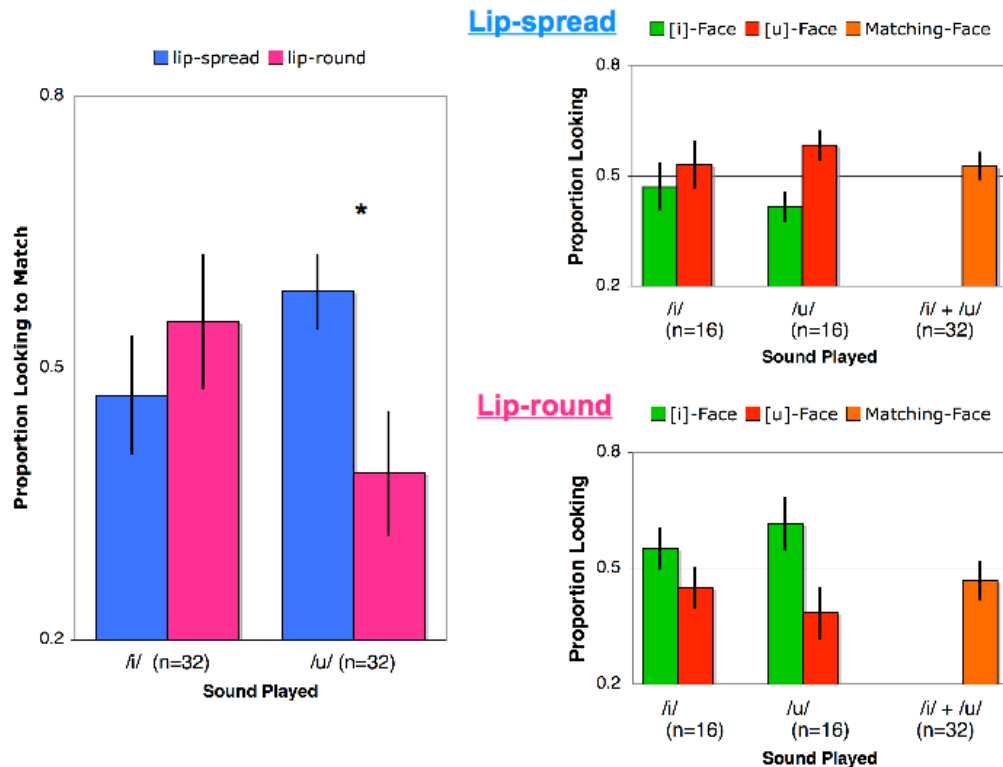 lip-spread lip-round
Proportion Looking to Match
0.8
0.5
0.2
*
/i/ (n=32) /u/ (n=32)
Sound Played
Lip-spread
[i]-Face [u]-Face Matching-Face
Proportion Looking
0.8
0.5
0.2
/i/ /u/ /i/ + /u/
(n=16) (n=16) (n=32)
Sound Played
Lip-round
[i]-Face [u]-Face Matching-Face
Proportion Looking
0.8
0.5
0.2
/i/ /u/ /i/ + /u/
(n=16) (n=16) (n=32)
Sound Played